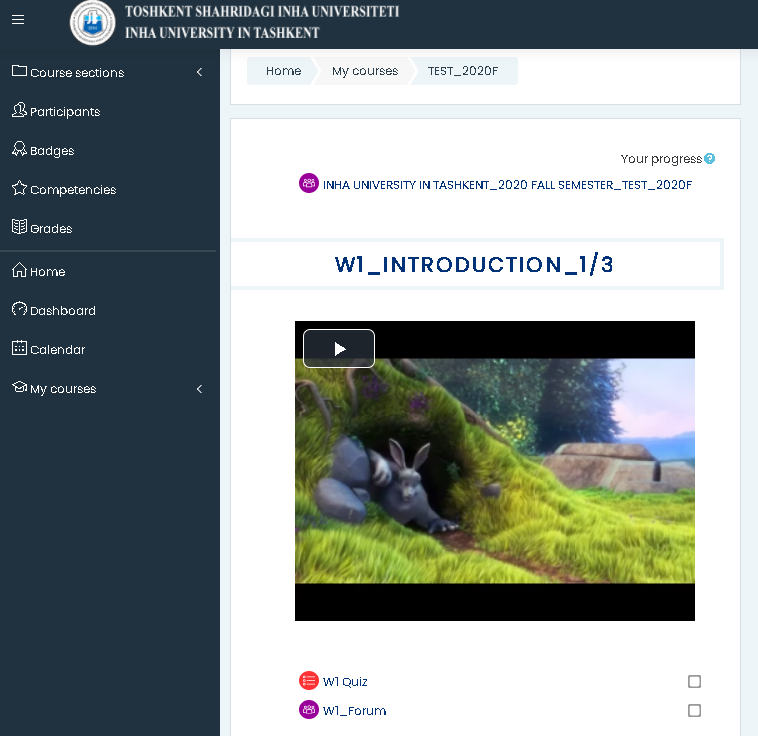 TOSHKENT SHAHRIDAGI INHA UNIVERSITETI
INHA UNIVERSITY IN TASHKENT
Course sections
Participants
Badges
Competencies
Grades
Home
Dashboard
Calendar
My courses
Home My courses TEST_2020F
Your progress
INHA UNIVERSITY IN TASHKENT_2020 FALL SEMESTER_TEST_2020F
W1_INTRODUCTION_1/3
W1 Quiz
W1_Forum